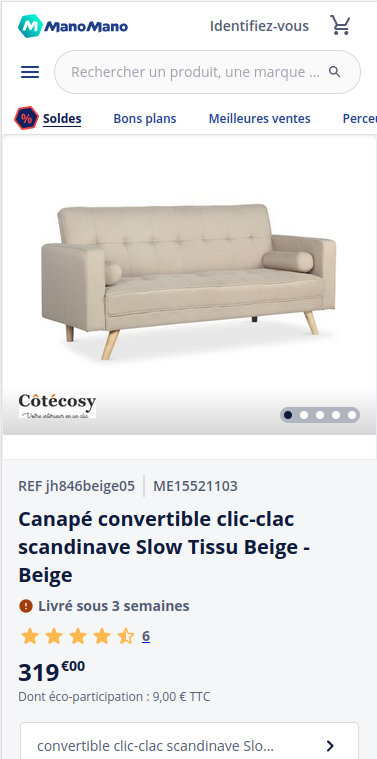 ManoMano
Identifiez-vous
Rechercher un produit, une marque ...
%
Soldes
Bons plans
Meilleures ventes
Perceu
Côtécosy
Votre intérieur en un clic
REF jh846beige05
ME15521103
Canapé convertible clic-clac
scandinave Slow Tissu Beige -
Beige
Livré sous 3 semaines
6
319 €00
Dont éco-participation : 9,00 € TTC
convertible clic-clac scandinave Slo...